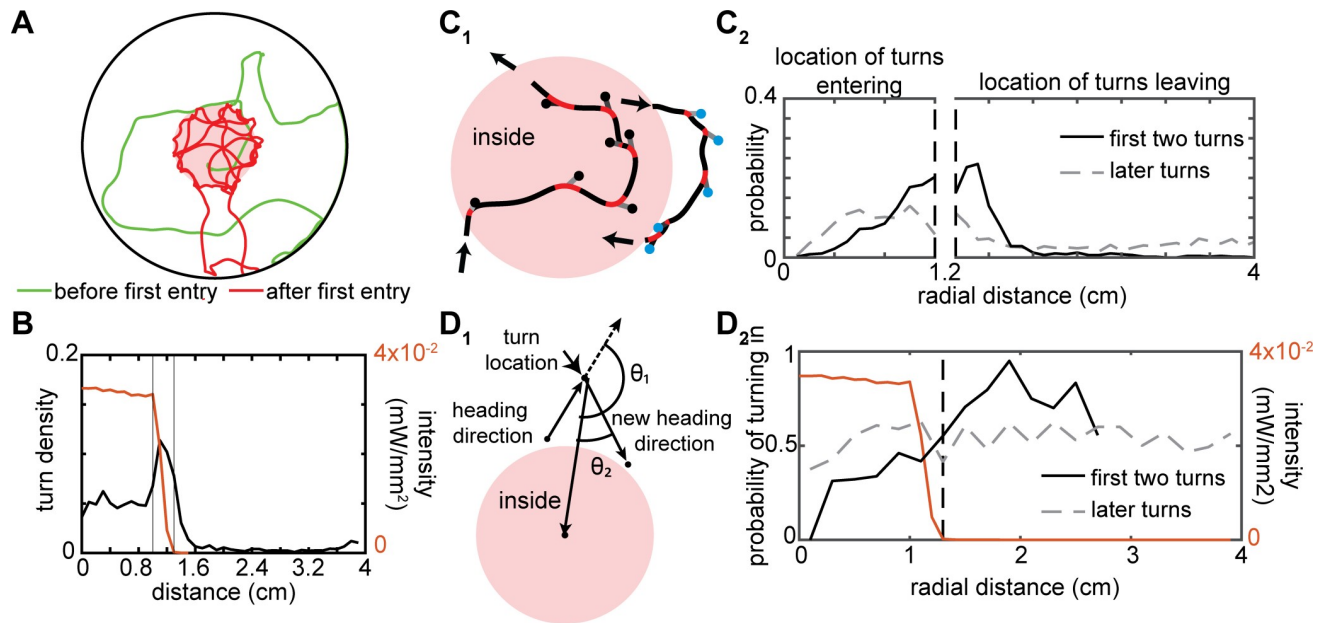 A
before first entry
after first entry
B
0.2
4x10-2
turn density
intensity
(mW/mm2)
0
0
0
0.8
1.6
2.4
3.2
4
distance (cm)
C1
inside
C2
location of turns
entering
location of turns leaving
0.4
probability
first two turns
later turns
0
0
1.2
4
radial distance (cm)
D1
turn
location
θ1
heading
direction
new heading
direction
θ2
inside
D2
probability of turning in
1
0.5
0
4x10-2
intensity
(mW/mm2)
0
first two turns
later turns
0
1
2
3
4
radial distance (cm)